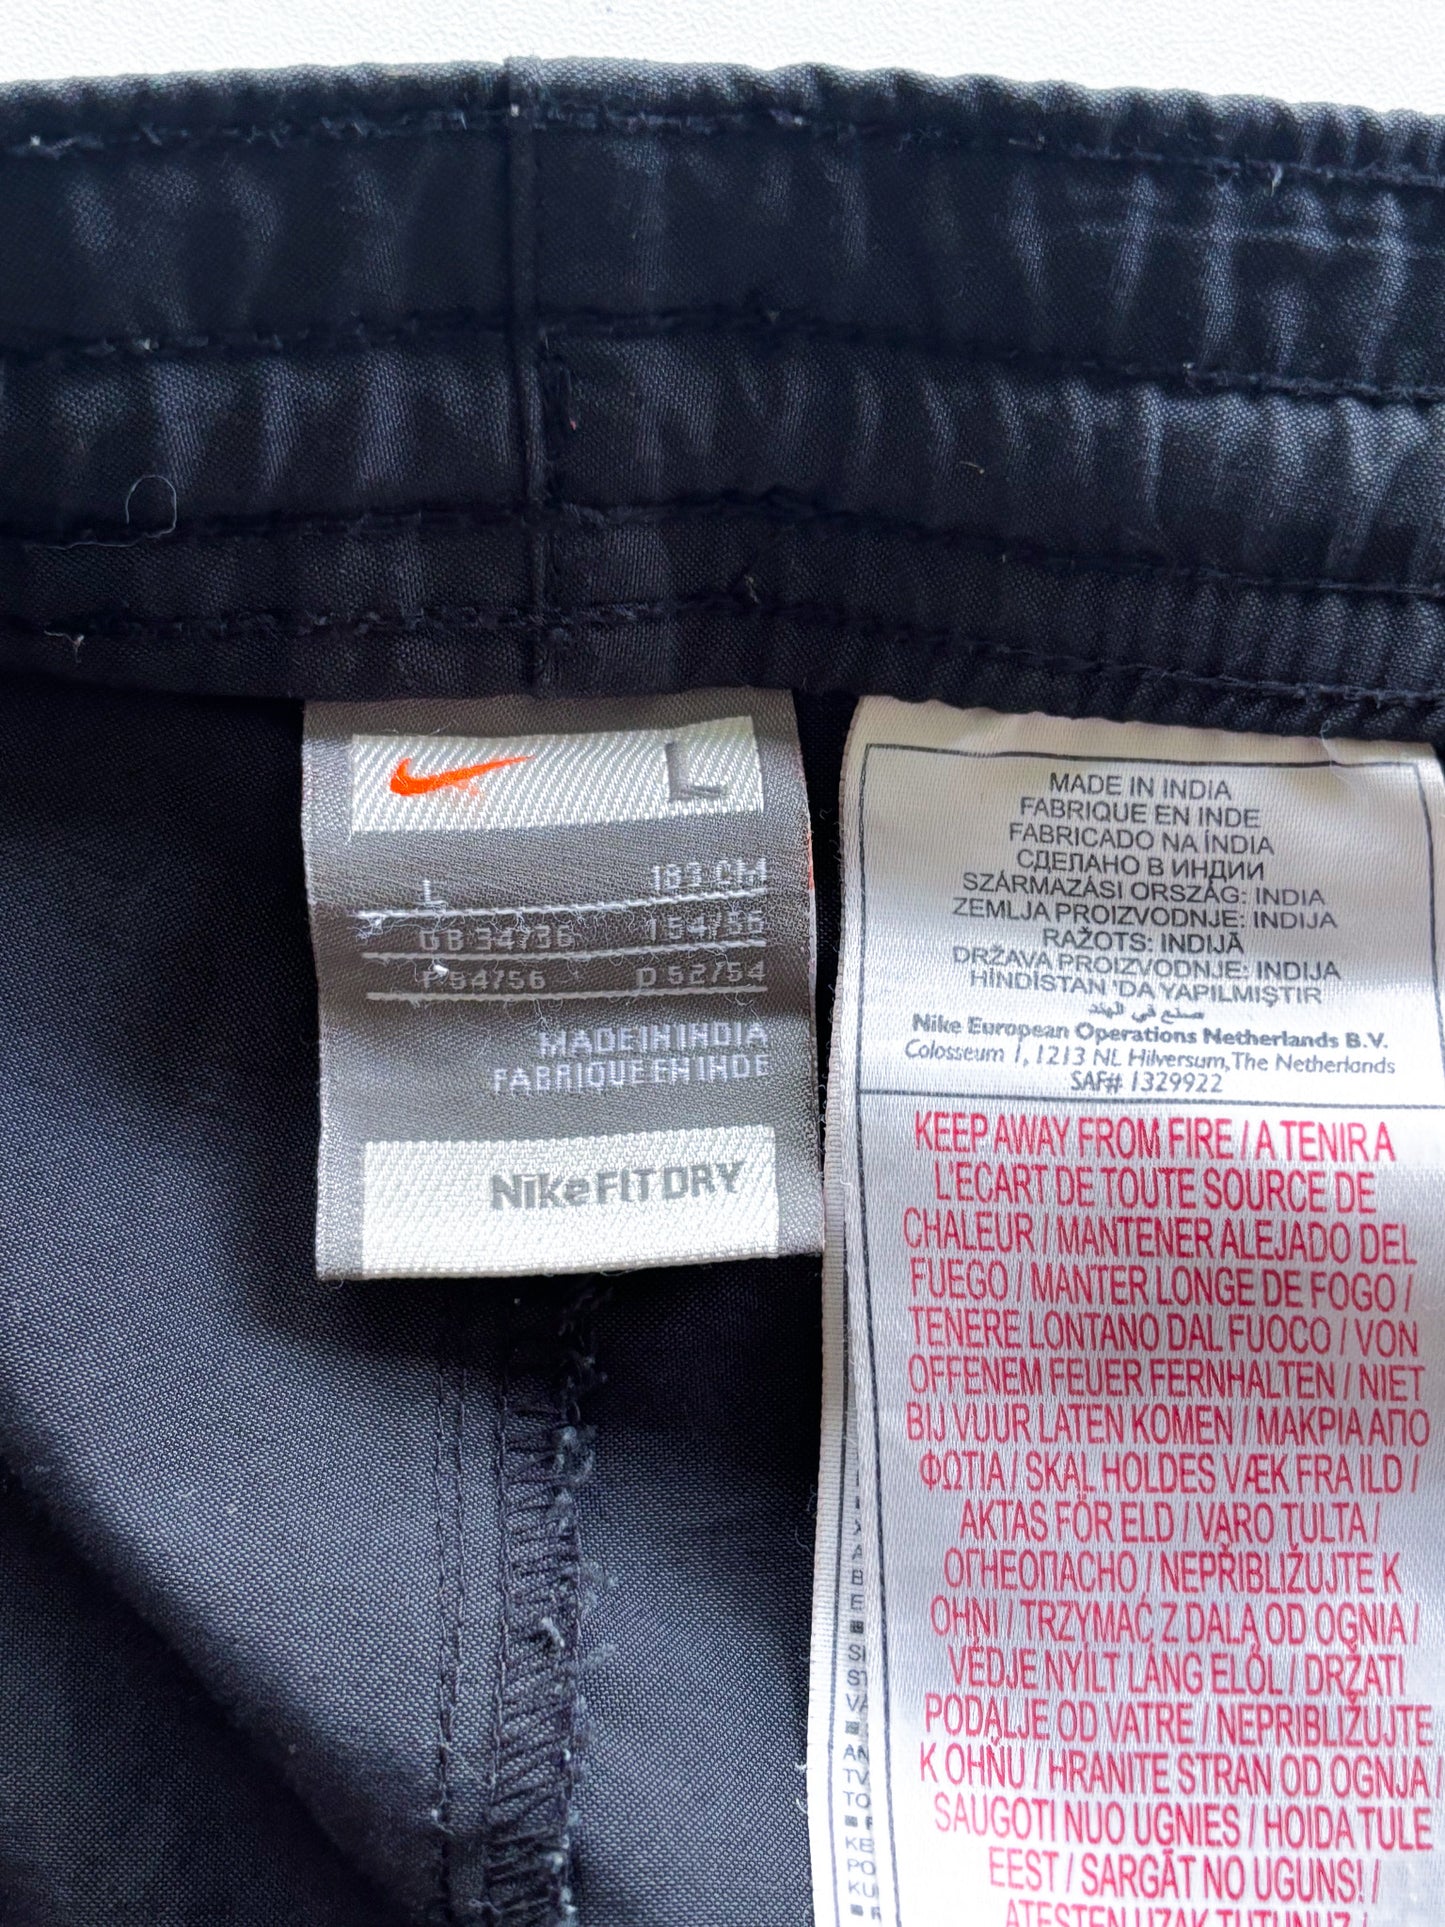 L
L 183 CM
GB 34/36 I 54/56
F 54/56 D 52/54
MADE IN INDIA
FABRIQUE EN INDE
NikeFIT DRY
MADE IN INDIA
FABRIQUE EN INDE
FABRICADO NA ÍNDIA
СДЕЛАНО В ИНДИИ
SZÁRMAZÁSI ORSZÁG: INDIA
ZEMLJA PROIZVODNJE: INDIJA
RAŽOTS: INDIJĀ
DRŽAVA PROIZVODNJE: INDIJA
HİNDİSTAN 'DA YAPILMIŞTIR
صنع في الهند
Nike European Operations Netherlands B.V.
Colosseum 1, 1213 NL Hilversum, The Netherlands
SAF# 1329922
KEEP AWAY FROM FIRE / A TENIR A
L'ECART DE TOUTE SOURCE DE
CHALEUR / MANTENER ALEJADO DEL
FUEGO / MANTER LONGE DE FOGO /
TENERE LONTANO DAL FUOCO / VON
OFFENEM FEUER FERNHALTEN / NIET
BIJ VUUR LATEN KOMEN / ΜΑΚΡΙΑ ΑΠΟ
ΦΩΤΙΑ / SKAL HOLDES VÆK FRA ILD /
AKTAS FÖR ELD / VARO TULTA /
ОГНЕОПАСНО / NEPŘIBLIŽUJTE K
OHNI / TRZYMAĆ Z DALA OD OGNIA /
VÉDJE NYÍLT LÁNG ELŐL / DRŽATI
PODALJE OD VATRE / NEPRIBLIŽUJTE
K OHŇU / HRANITE STRAN OD OGNJA /
SAUGOTI NUO UGNIES / HOIDA TULE
EEST / SARGĀT NO UGUNS! /
ATESTEN UZAK TUTUNUZ /